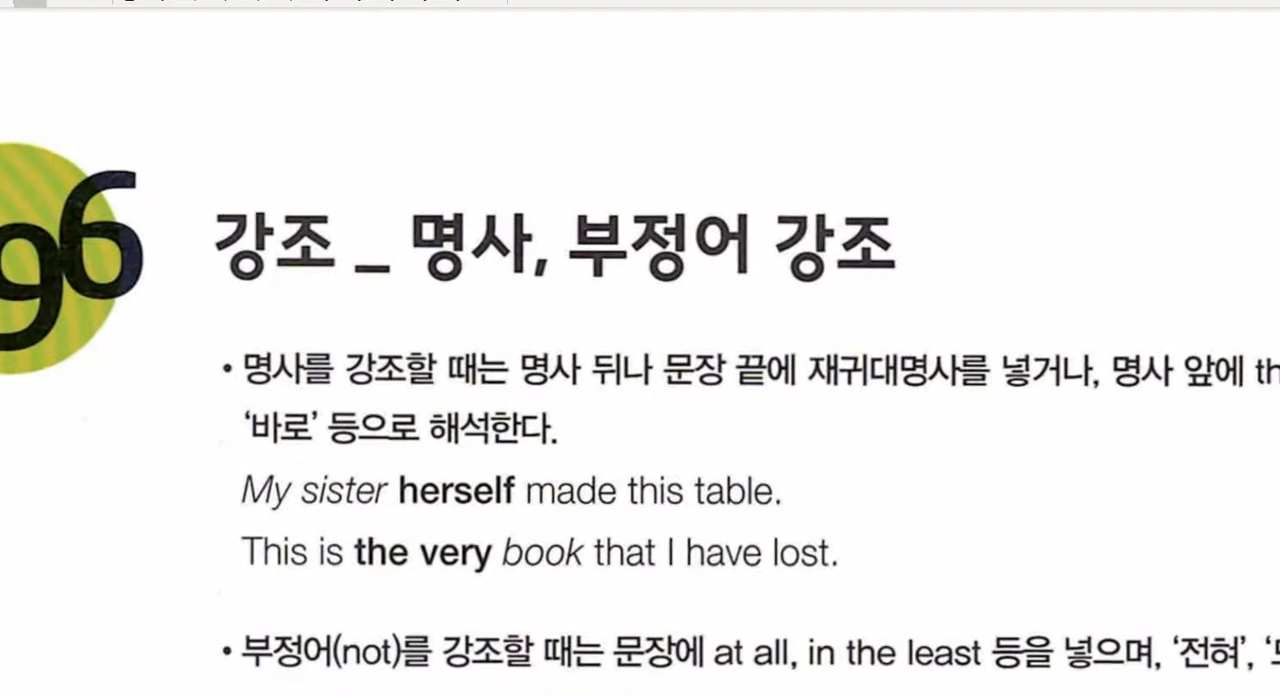 96
강조 _ 명사, 부정어 강조
• 명사를 강조할 때는 명사 뒤나 문장 끝에 재귀대명사를 넣거나, 명사 앞에
‘바로’ 등으로 해석한다.
My sister herself made this table.
This is the very book that I have lost.
• 부정어(not)를 강조할 때는 문장에 at all, in the least 등을 넣으며, ‘전혀’,